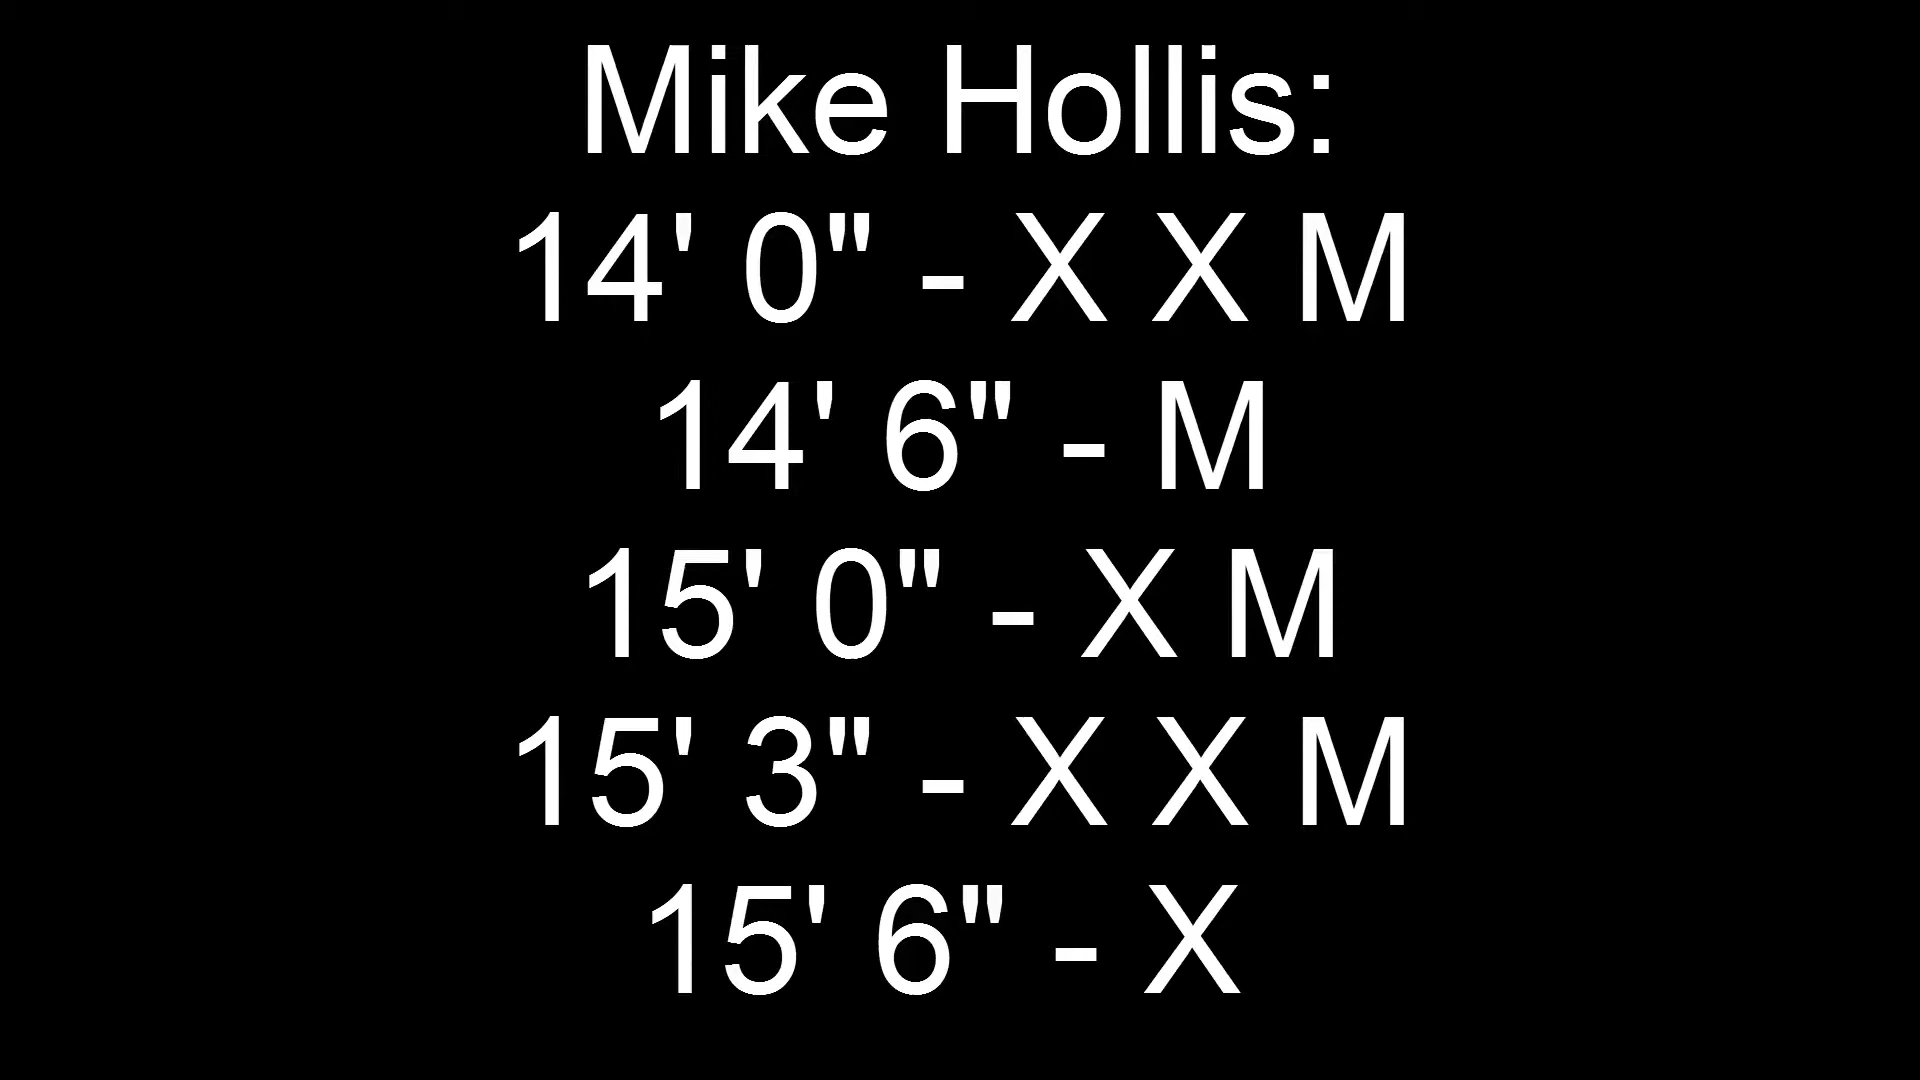 Mike Hollis:
14' 0" - X X M
14' 6" - M
15' 0" - X M
15' 3" - X X M
15' 6" - X